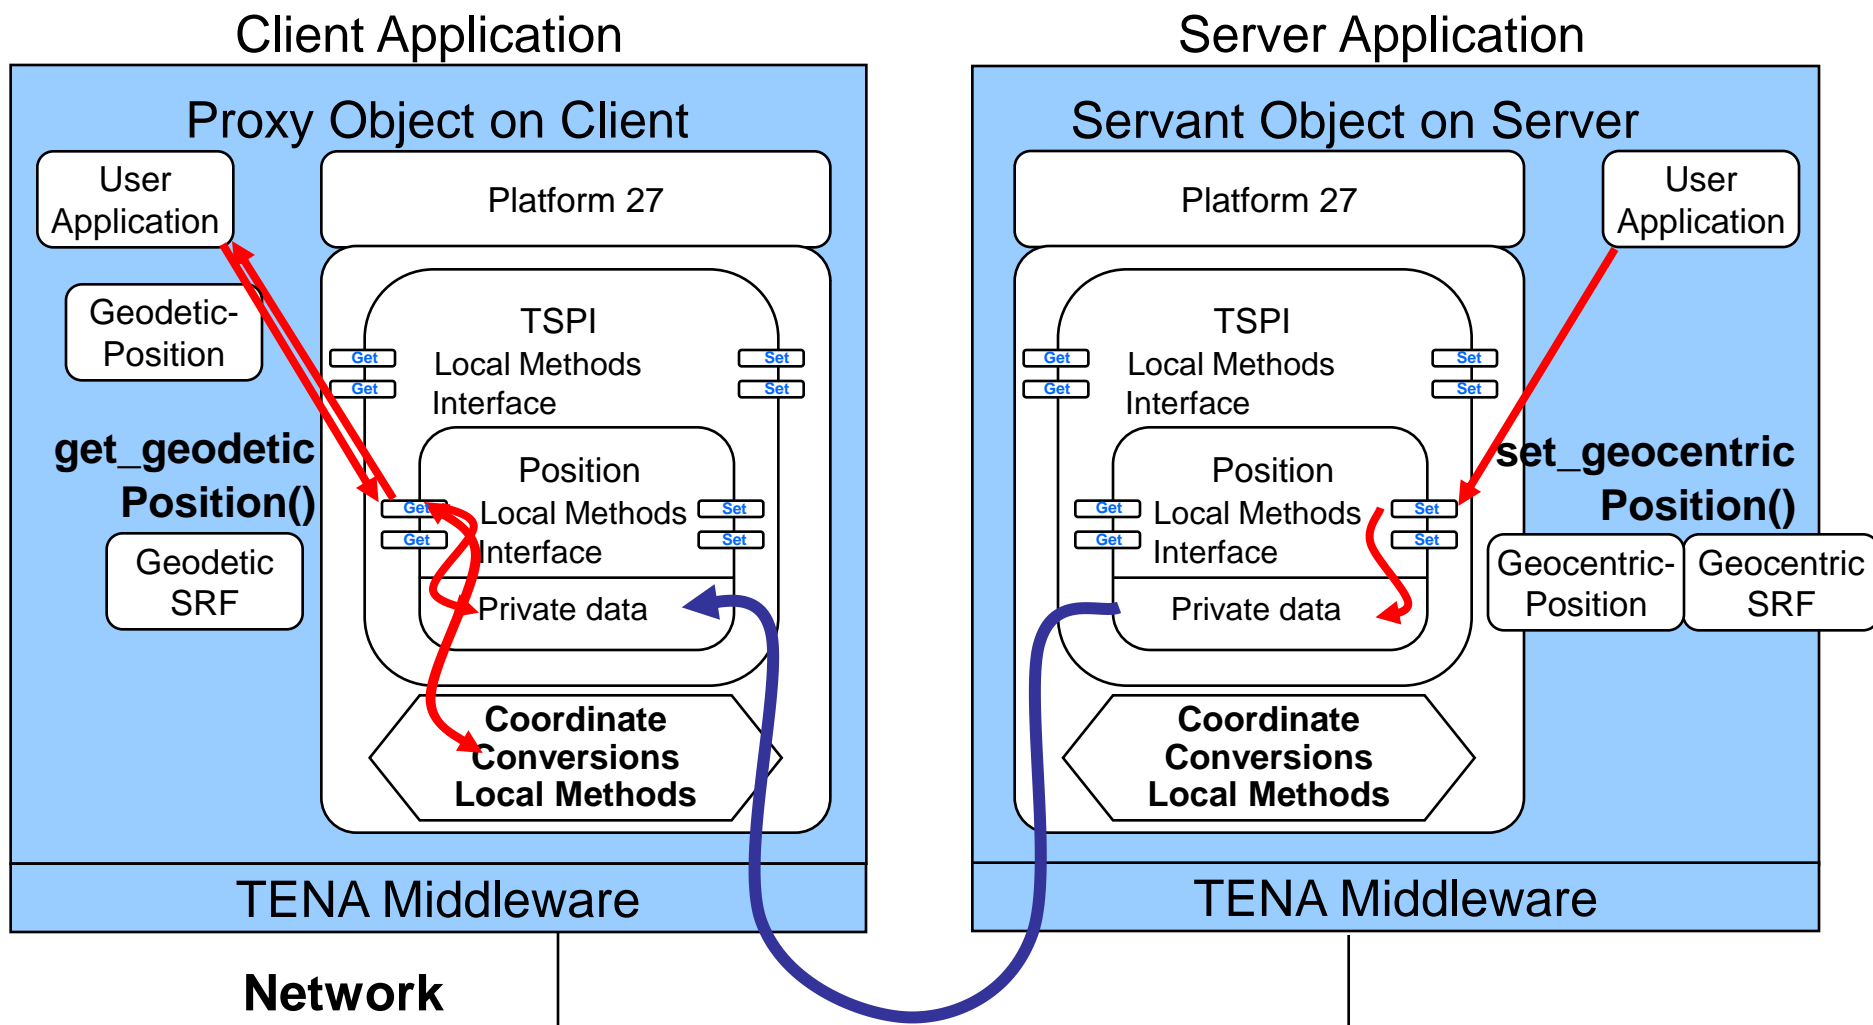 Client Application
Proxy Object on Client
User
Application
Platform 27
Geodetic-
Position
TSPI
Get
Set
Local Methods
Get
Set
Interface
get_geodetic
Position()
Position
Get
Local Methods
Set
Get
Interface
Set
Geodetic
SRF
Private data
Coordinate
Conversions
Local Methods
TENA Middleware
Server Application
Servant Object on Server
Platform 27
User
Application
TSPI
Get
Set
Local Methods
Get
Set
Interface
set_geocentric
Position()
Position
Get
Local Methods
Set
Get
Interface
Set
Geocentric-
Position
Geocentric
SRF
Private data
Coordinate
Conversions
Local Methods
TENA Middleware
Network